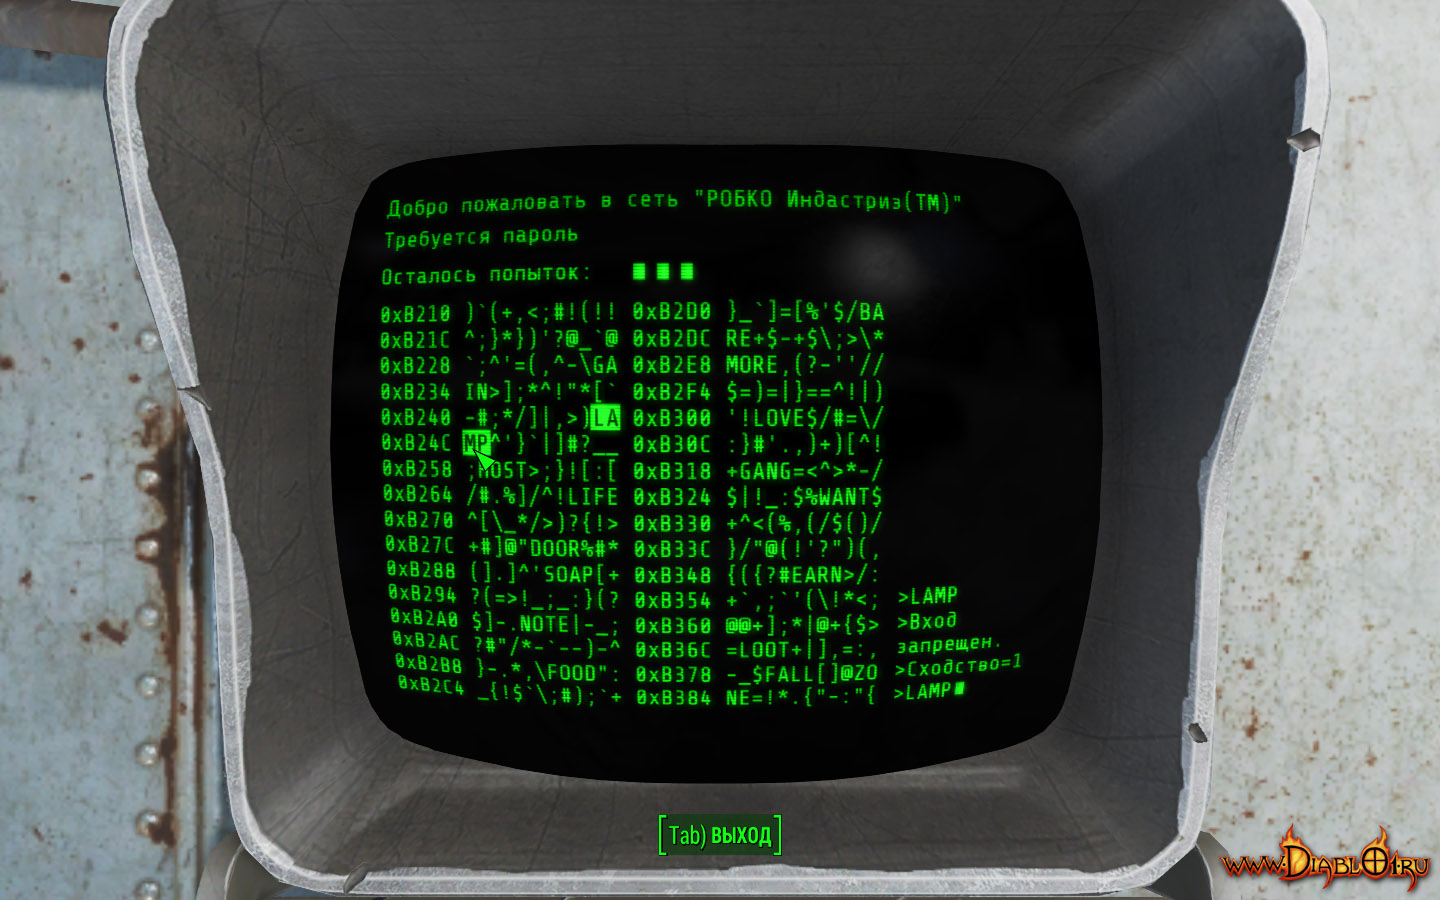 Добро пожаловать в сеть "РОБКО Индастриз(ТМ)"
Требуется пароль
Осталось попыток: ■ ■ ■
0xB210 )`(+,<;#!(!! 0xB2D0 }_`]=[%'$/BA
0xB21C ^;}*})'?@_`@ 0xB2DC RE+$-+$\;>\*
0xB228 `;^'=(,^-\GA 0xB2E8 MORE,(?-''//
0xB234 IN>];*^!"*[` 0xB2F4 $=)=|}==^!|)
0xB240 -#;*/]|,>)LA 0xB300 '!LOVE$/#=\/
0xB24C MP^'}`|]#?__ 0xB30C :}#'.,)+)[^!
0xB258 ;HOST>;}![:[ 0xB318 +GANG=<^>*-/
0xB264 /#.%]/^!LIFE 0xB324 $|!_:$%WANT$
0xB270 ^[\_*/>)?{!> 0xB330 +^<(%,(/$()/
0xB27C +#]@"DOOR%#* 0xB33C }/"@(!'?")(,
0xB288 (].]^'SOAP[+ 0xB348 {({?#EARN>/:
0xB294 ?(=>!_;_:}(? 0xB354 +`,;`'(\!*<; >LAMP
0xB2A0 $]-.NOTE|-_; 0xB360 @@+];*|@+{$> >Вход
0xB2AC ?#"/*-`--)-^ 0xB36C =LOOT+|],=:, запрещен.
0xB2B8 }-.*,\FOOD": 0xB378 -_$FALL[]@ZO >Сходство=1
0xB2C4 _{!$`\;#);`+ 0xB384 NE=!*.{"-:"{ >LAMP■
[Tab) ВЫХОД]
www.Diablo1.ru